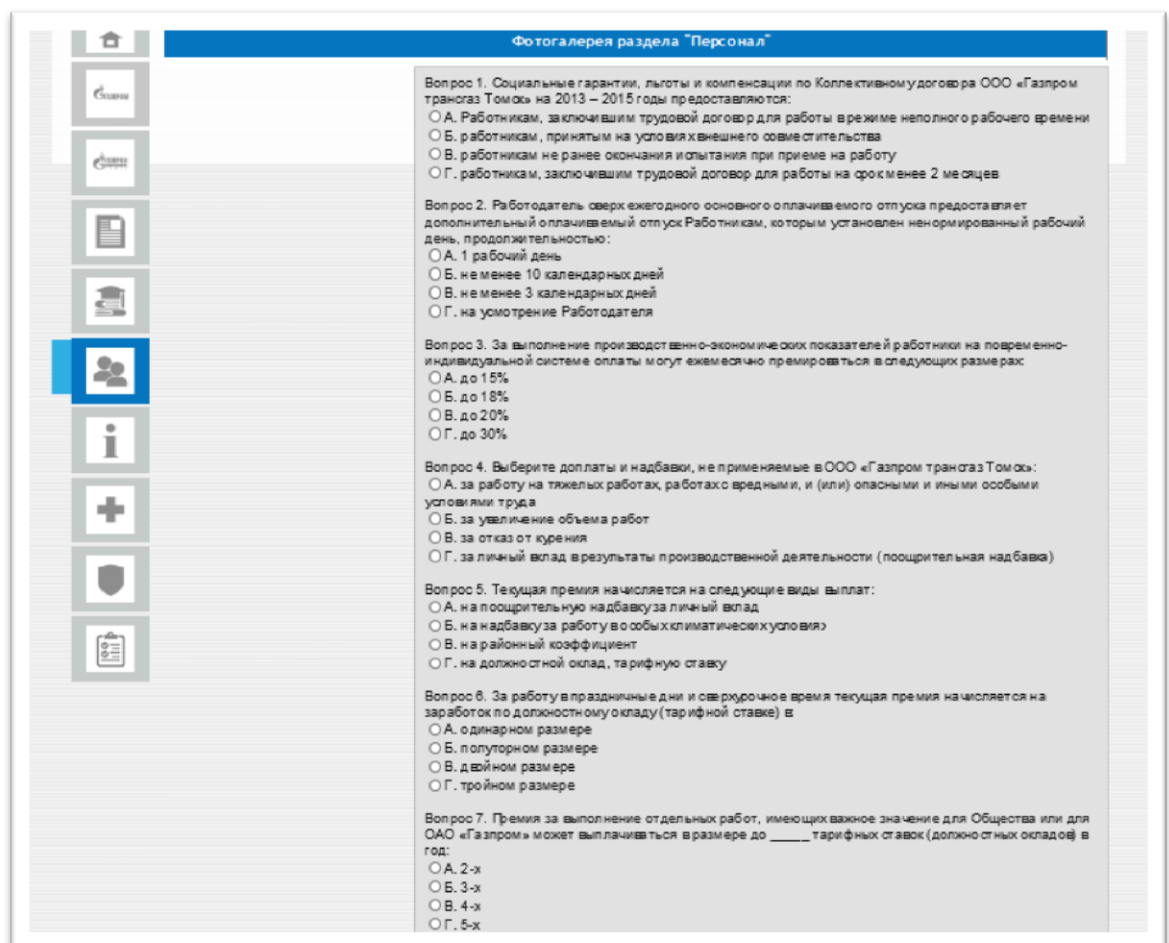 Фотогалерея раздела "Персонал"
Вопрос 1. Социальные гарантии, льготы и компенсации по Коллективному договора ООО «Газпром
трансгаз Томск» на 2013 – 2015 годы предоставляются:
А. Работникам, заключившим трудовой договор для работы в режиме неполного рабочего времени
Б. работникам, принятым на условиях внешнего совместительства
В. работникам не ранее окончания испытания при приеме на работу
Г. работникам, заключившим трудовой договор для работы на срок менее 2 месяцев
Вопрос 2. Работодатель сверх ежегодного основного оплачиваемого отпуска предоставляет
дополнительный оплачиваемый отпуск Работникам, которым установлен ненормированный рабочий
день, продолжительностью:
А. 1 рабочий день
Б. не менее 10 календарных дней
В. не менее 3 календарных дней
Г. на усмотрение Работодателя
Вопрос 3. За выполнение производственно-экономических показателей работники на повременно-
индивидуальной системе оплаты могут ежемесячно премироваться в следующих размерах:
А. до 15%
Б. до 18%
В. до 20%
Г. до 30%
Вопрос 4. Выберите доплаты и надбавки, не применяемые в ООО «Газпром трансгаз Томск»:
А. за работу на тяжелых работах, работах с вредными, и (или) опасными и иными особыми
условиями труда
Б. за увеличение объема работ
В. за отказ от курения
Г. за личный вклад в результаты производственной деятельности (поощрительная надбавка)
Вопрос 5. Текущая премия начисляется на следующие виды выплат:
А. на поощрительную надбавку за личный вклад
Б. на надбавку за работу в особых климатических условиях
В. на районный коэффициент
Г. на должностной оклад, тарифную ставку
Вопрос 6. За работу в праздничные дни и сверхурочное время текущая премия начисляется на
заработок по должностному окладу (тарифной ставке) в:
А. одинарном размере
Б. полуторном размере
В. двойном размере
Г. тройном размере
Вопрос 7. Премия за выполнение отдельных работ, имеющих важное значение для Общества или для
ОАО «Газпром» может выплачиваться в размере до _____ тарифных ставок (должностных окладов) в
год:
А. 2-х
Б. 3-х
В. 4-х
Г. 5-х